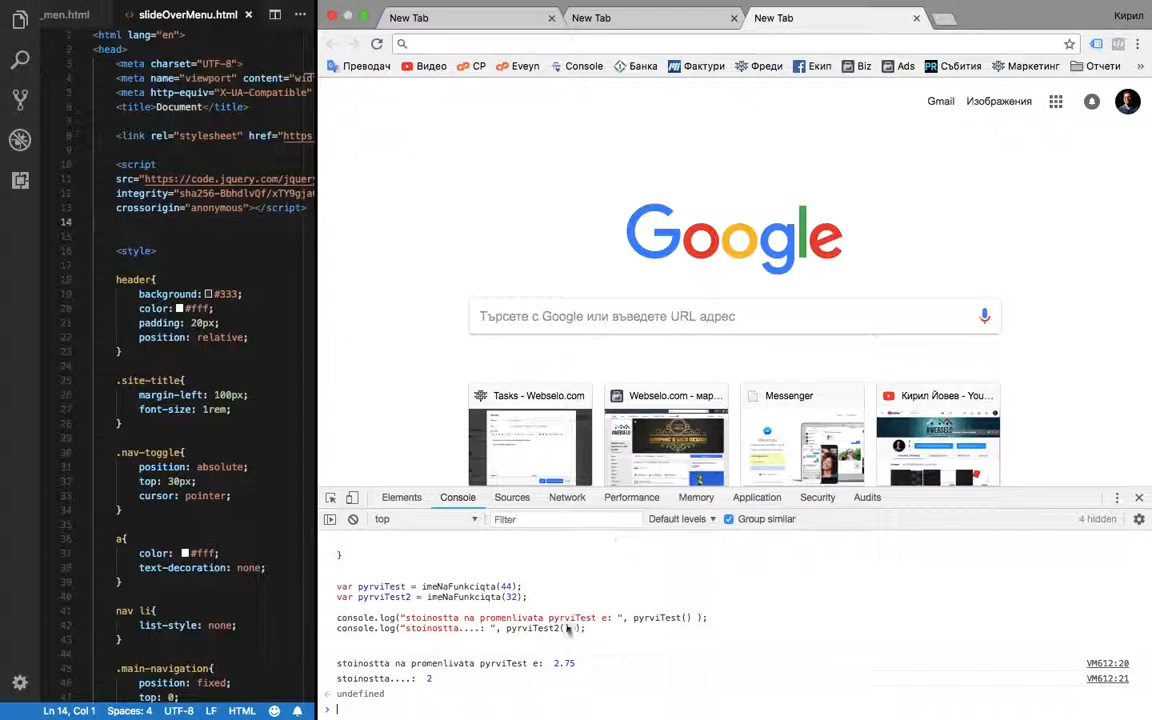 _men.html
slideOverMenu.html
<html lang="en">
<head>
<meta charset="UTF-8">
<meta name="viewport" content="wid
<meta http-equiv="X-UA-Compatible"
<title>Document</title>
<link rel="stylesheet" href="https
<script
src="https://code.jquery.com/jquery
crossorigin="anonymous"></script>
<style>
header{
background: #333;
color: #fff;
padding: 20px;
position: relative;
}
.site-title{
margin-left: 100px;
font-size: 1rem;
}
.nav-toggle{
position: absolute;
top: 30px;
cursor: pointer;
}
a{
color: #fff;
text-decoration: none;
}
nav li{
list-style: none;
}
.main-navigation{
position: fixed;
top: 0;
Ln 14, Col 1 Spaces: 4 UTF-8 LF HTML
New Tab
New Tab
New Tab
Кирил
Преводач Видео CP Eveyn Console Банка Фактури Фреди Екип Biz Ads Събития Маркетинг Отчети »
Gmail Изображения
Google
Търсете с Google или въведете URL адрес
Tasks - Webselo.com
Webselo.com - мар...
Messenger
Кирил Йовев - You...
Elements Console Sources Network Performance Memory Application Security Audits
top Filter Default levels Group similar 4 hidden
}
var pyrviTest = imeNaFunkciqta(44);
var pyrviTest2 = imeNaFunkciqta(32);
console.log("stoinostta na promenlivata pyrviTest e: ", pyrviTest() );
console.log("stoinostta....: ", pyrviTest2() );
stoinostta na promenlivata pyrviTest e: 2.75 VM612:20
stoinostta....: 2 VM612:21
undefined